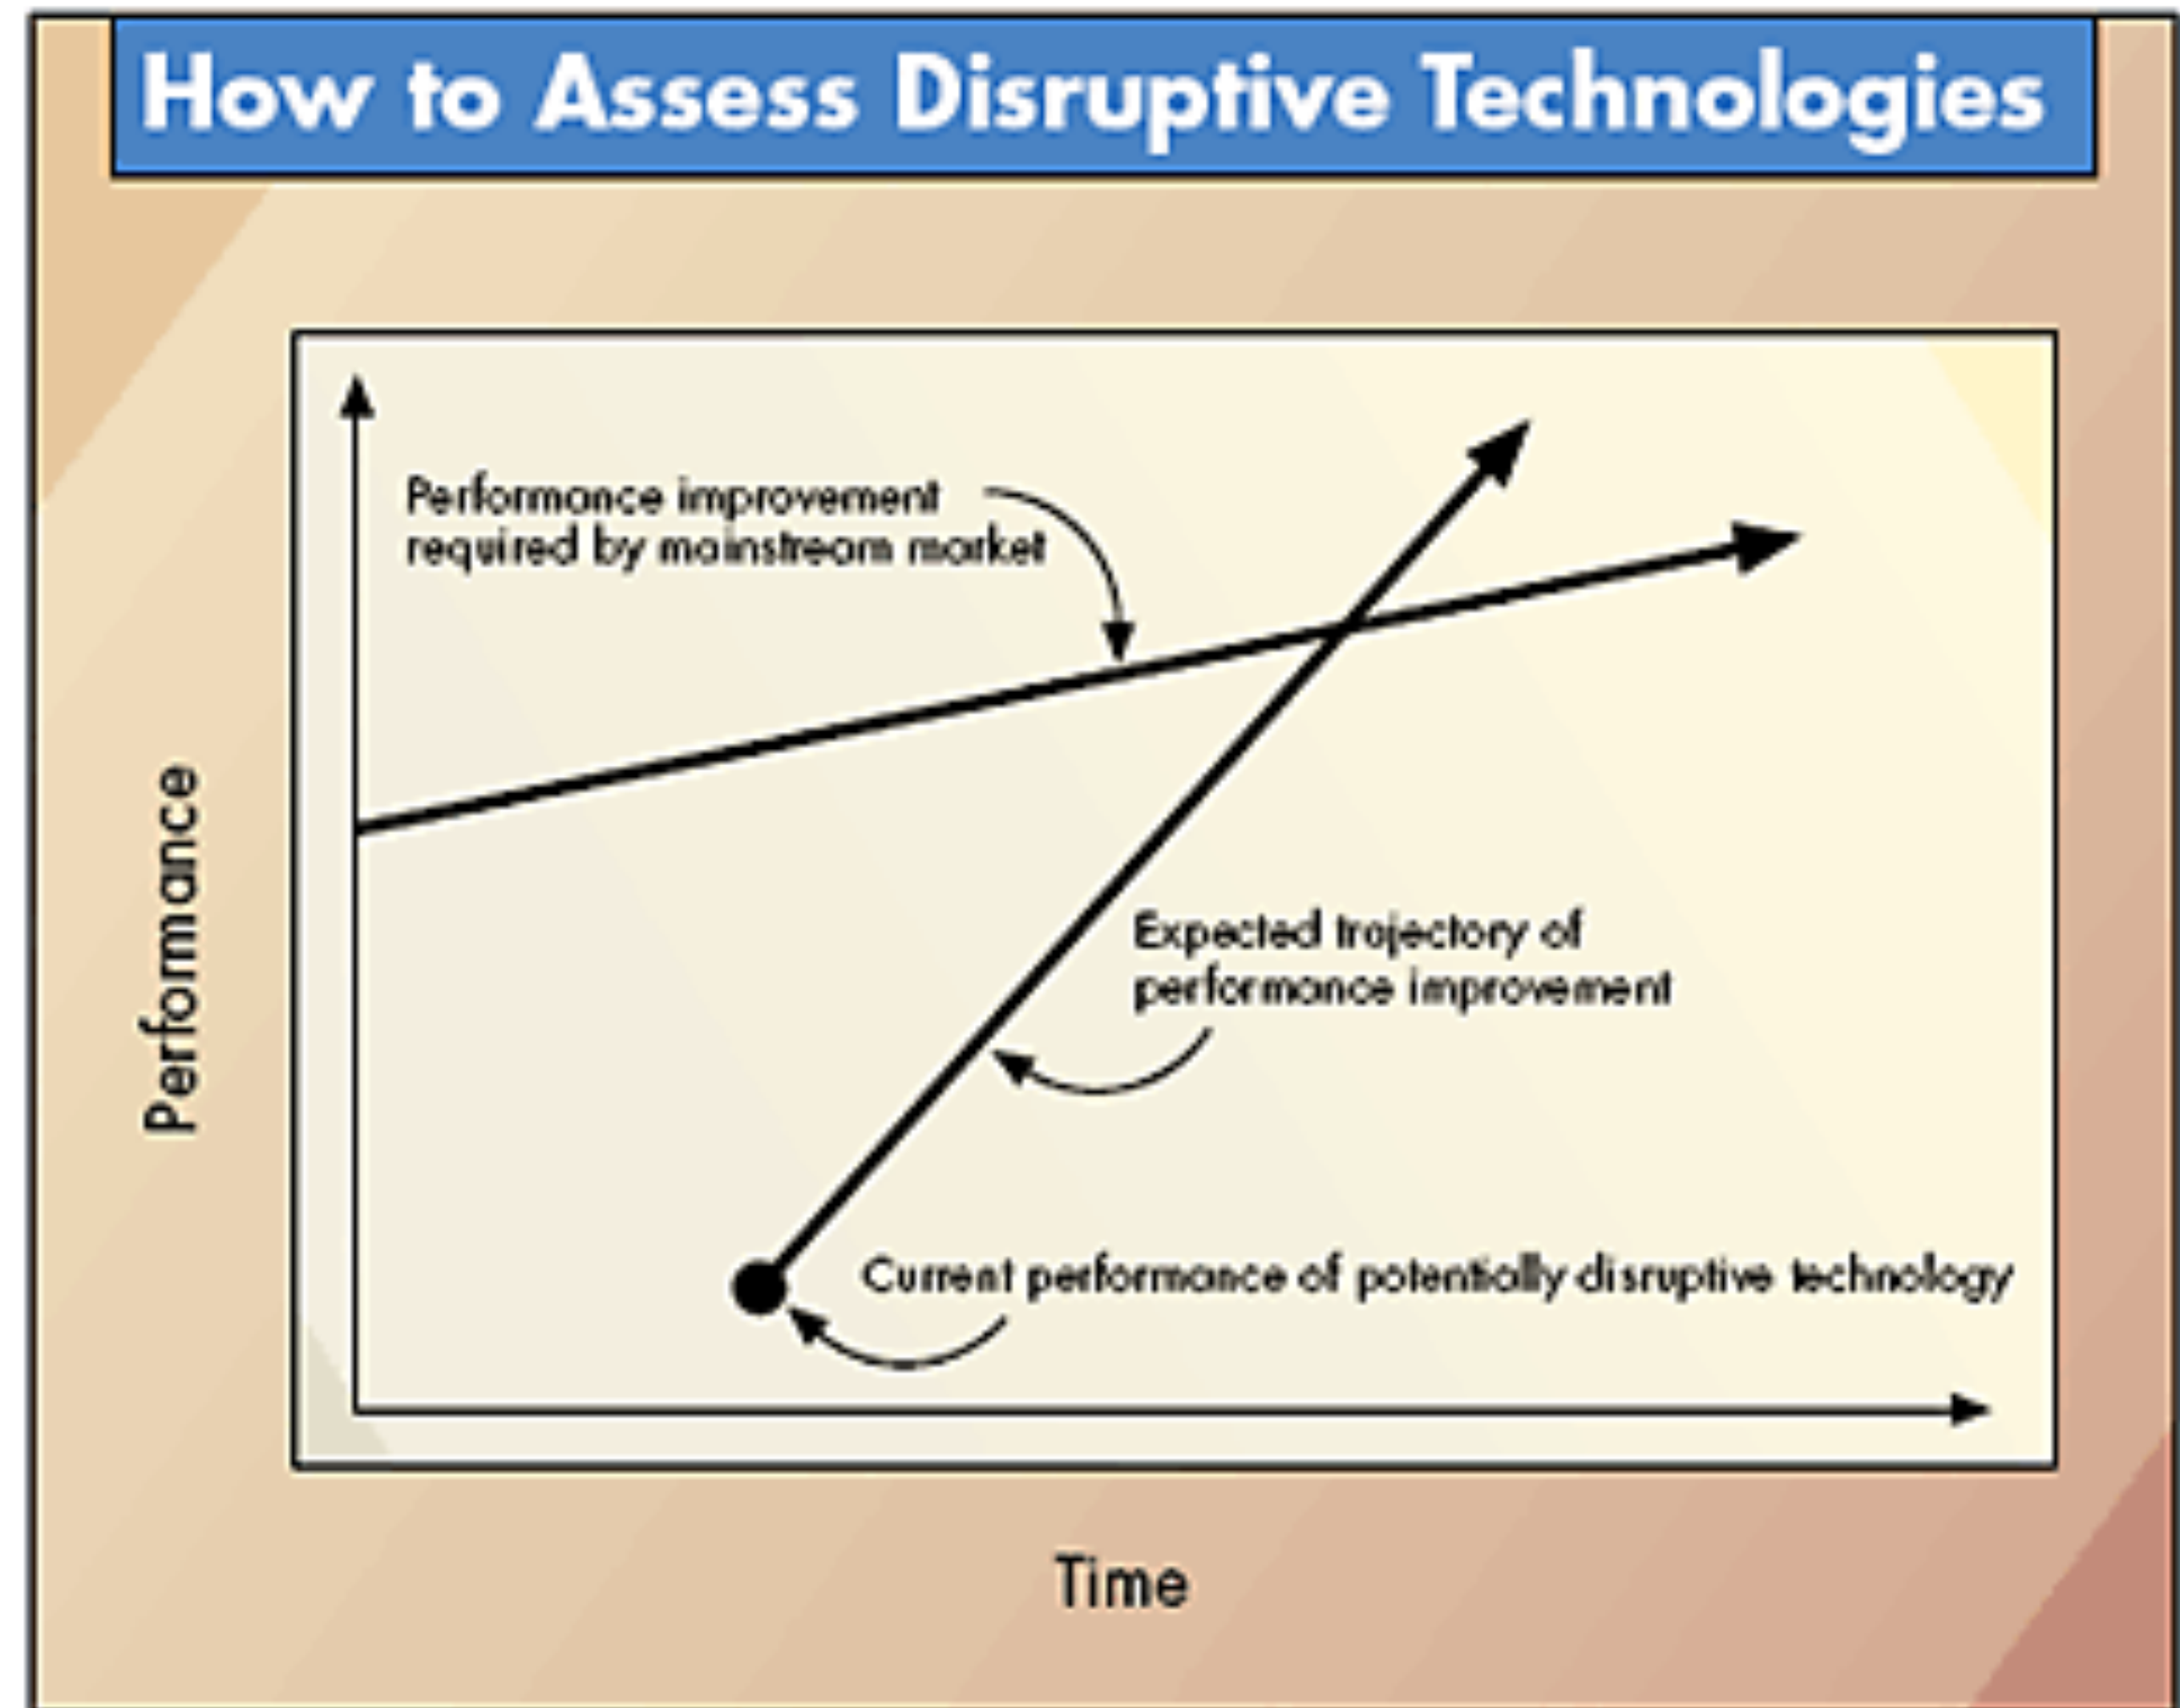 How to Assess Disruptive Technologies
Performance improvement
required by mainstream market
Expected trajectory of
performance improvement
Current performance of potentially disruptive technology
Performance
Time